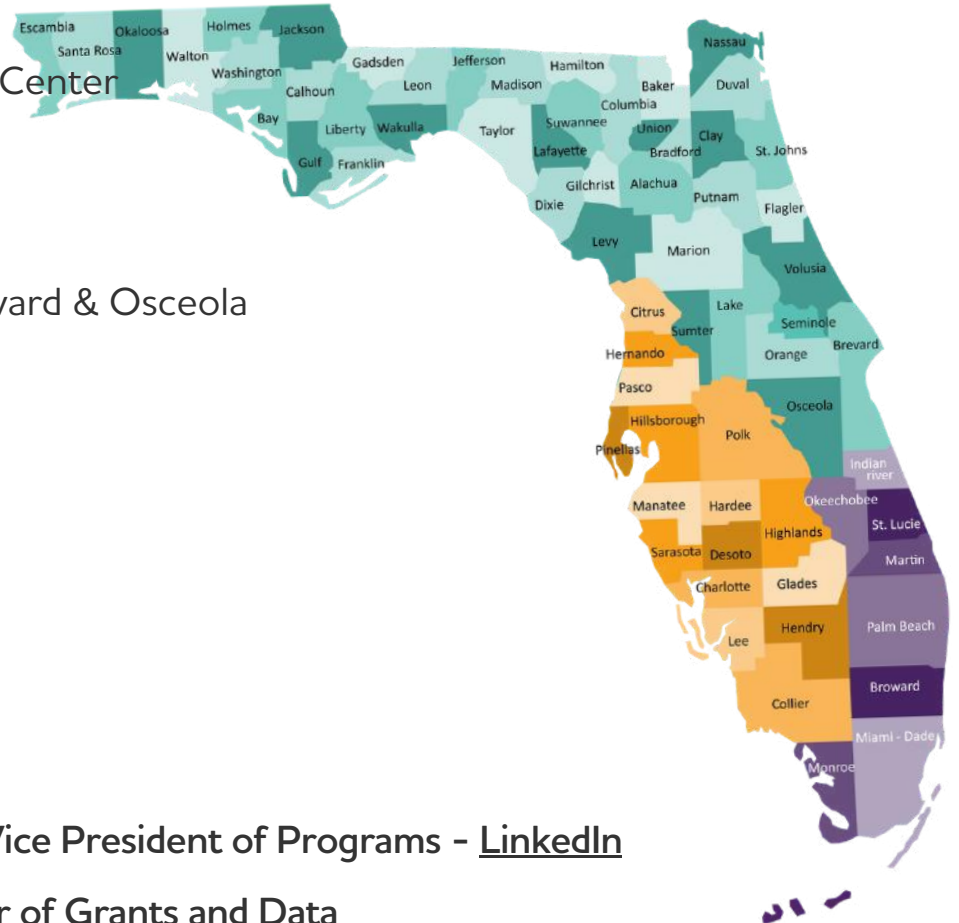 Escambia
Santa Rosa
Okaloosa
Walton
Holmes
Washington
Jackson
Center
Calhoun
Bay
Gulf
Liberty
Franklin
Gadsden
Leon
Wakulla
Jefferson
Madison
Taylor
Hamilton
Suwannee
Lafayette
Dixie
Columbia
Gilchrist
Baker
Union
Bradford
Alachua
Nassau
Duval
Clay
St. Johns
Putnam
Flagler
Levy
Marion
Volusia
& Osceola
Citrus
Sumter
Lake
Seminole
Orange
Brevard
Hernando
Pasco
Osceola
Hillsborough
Pinellas
Polk
Indian
river
Manatee
Hardee
Highlands
Okeechobee
St. Lucie
Sarasota
Desoto
Martin
Charlotte
Glades
Lee
Hendry
Palm Beach
Collier
Broward
Miami - Dade
Monroe
Vice President of Programs - LinkedIn
of Grants and Data